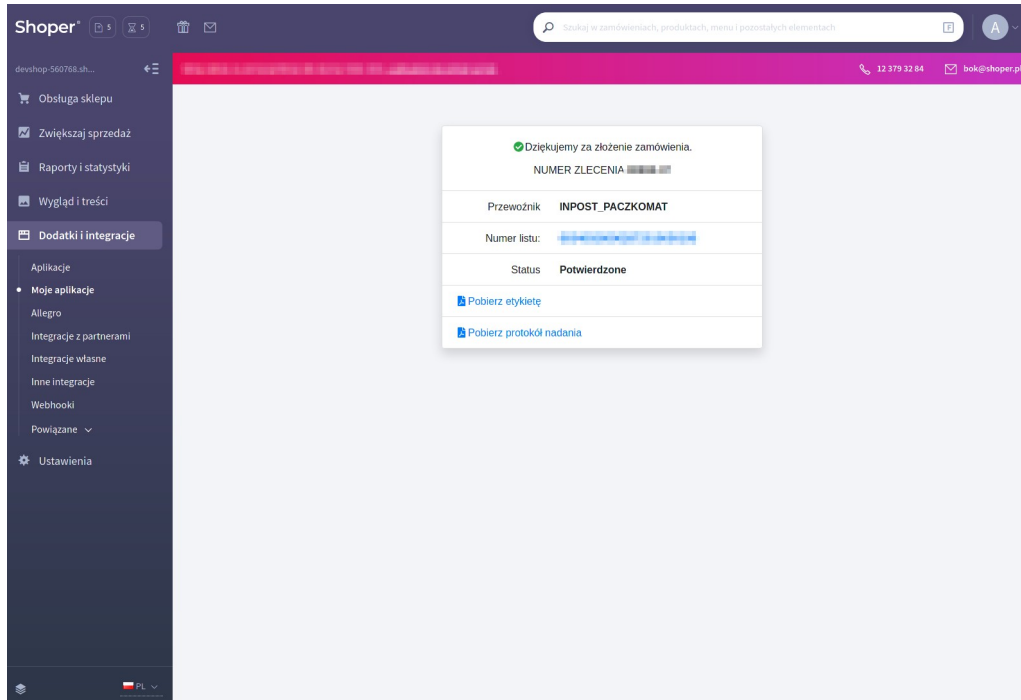 Shoper
5
5
Szukaj w zamówieniach, produktach, menu i pozostałych elementach
F
A
devshop-560768.sh...
12 379 32 84
bok@shoper.pl
Obsługa sklepu
Zwiększaj sprzedaż
Raporty i statystyki
Wygląd i treści
Dodatki i integracje
Aplikacje
Moje aplikacje
Allegro
Integracje z partnerami
Integracje własne
Inne integracje
Webhooki
Powiązane
Ustawienia
PL
Dziękujemy za złożenie zamówienia.
NUMER ZLECENIA
Przewoźnik INPOST_PACZKOMAT
Numer listu:
Status Potwierdzone
Pobierz etykietę
Pobierz protokół nadania